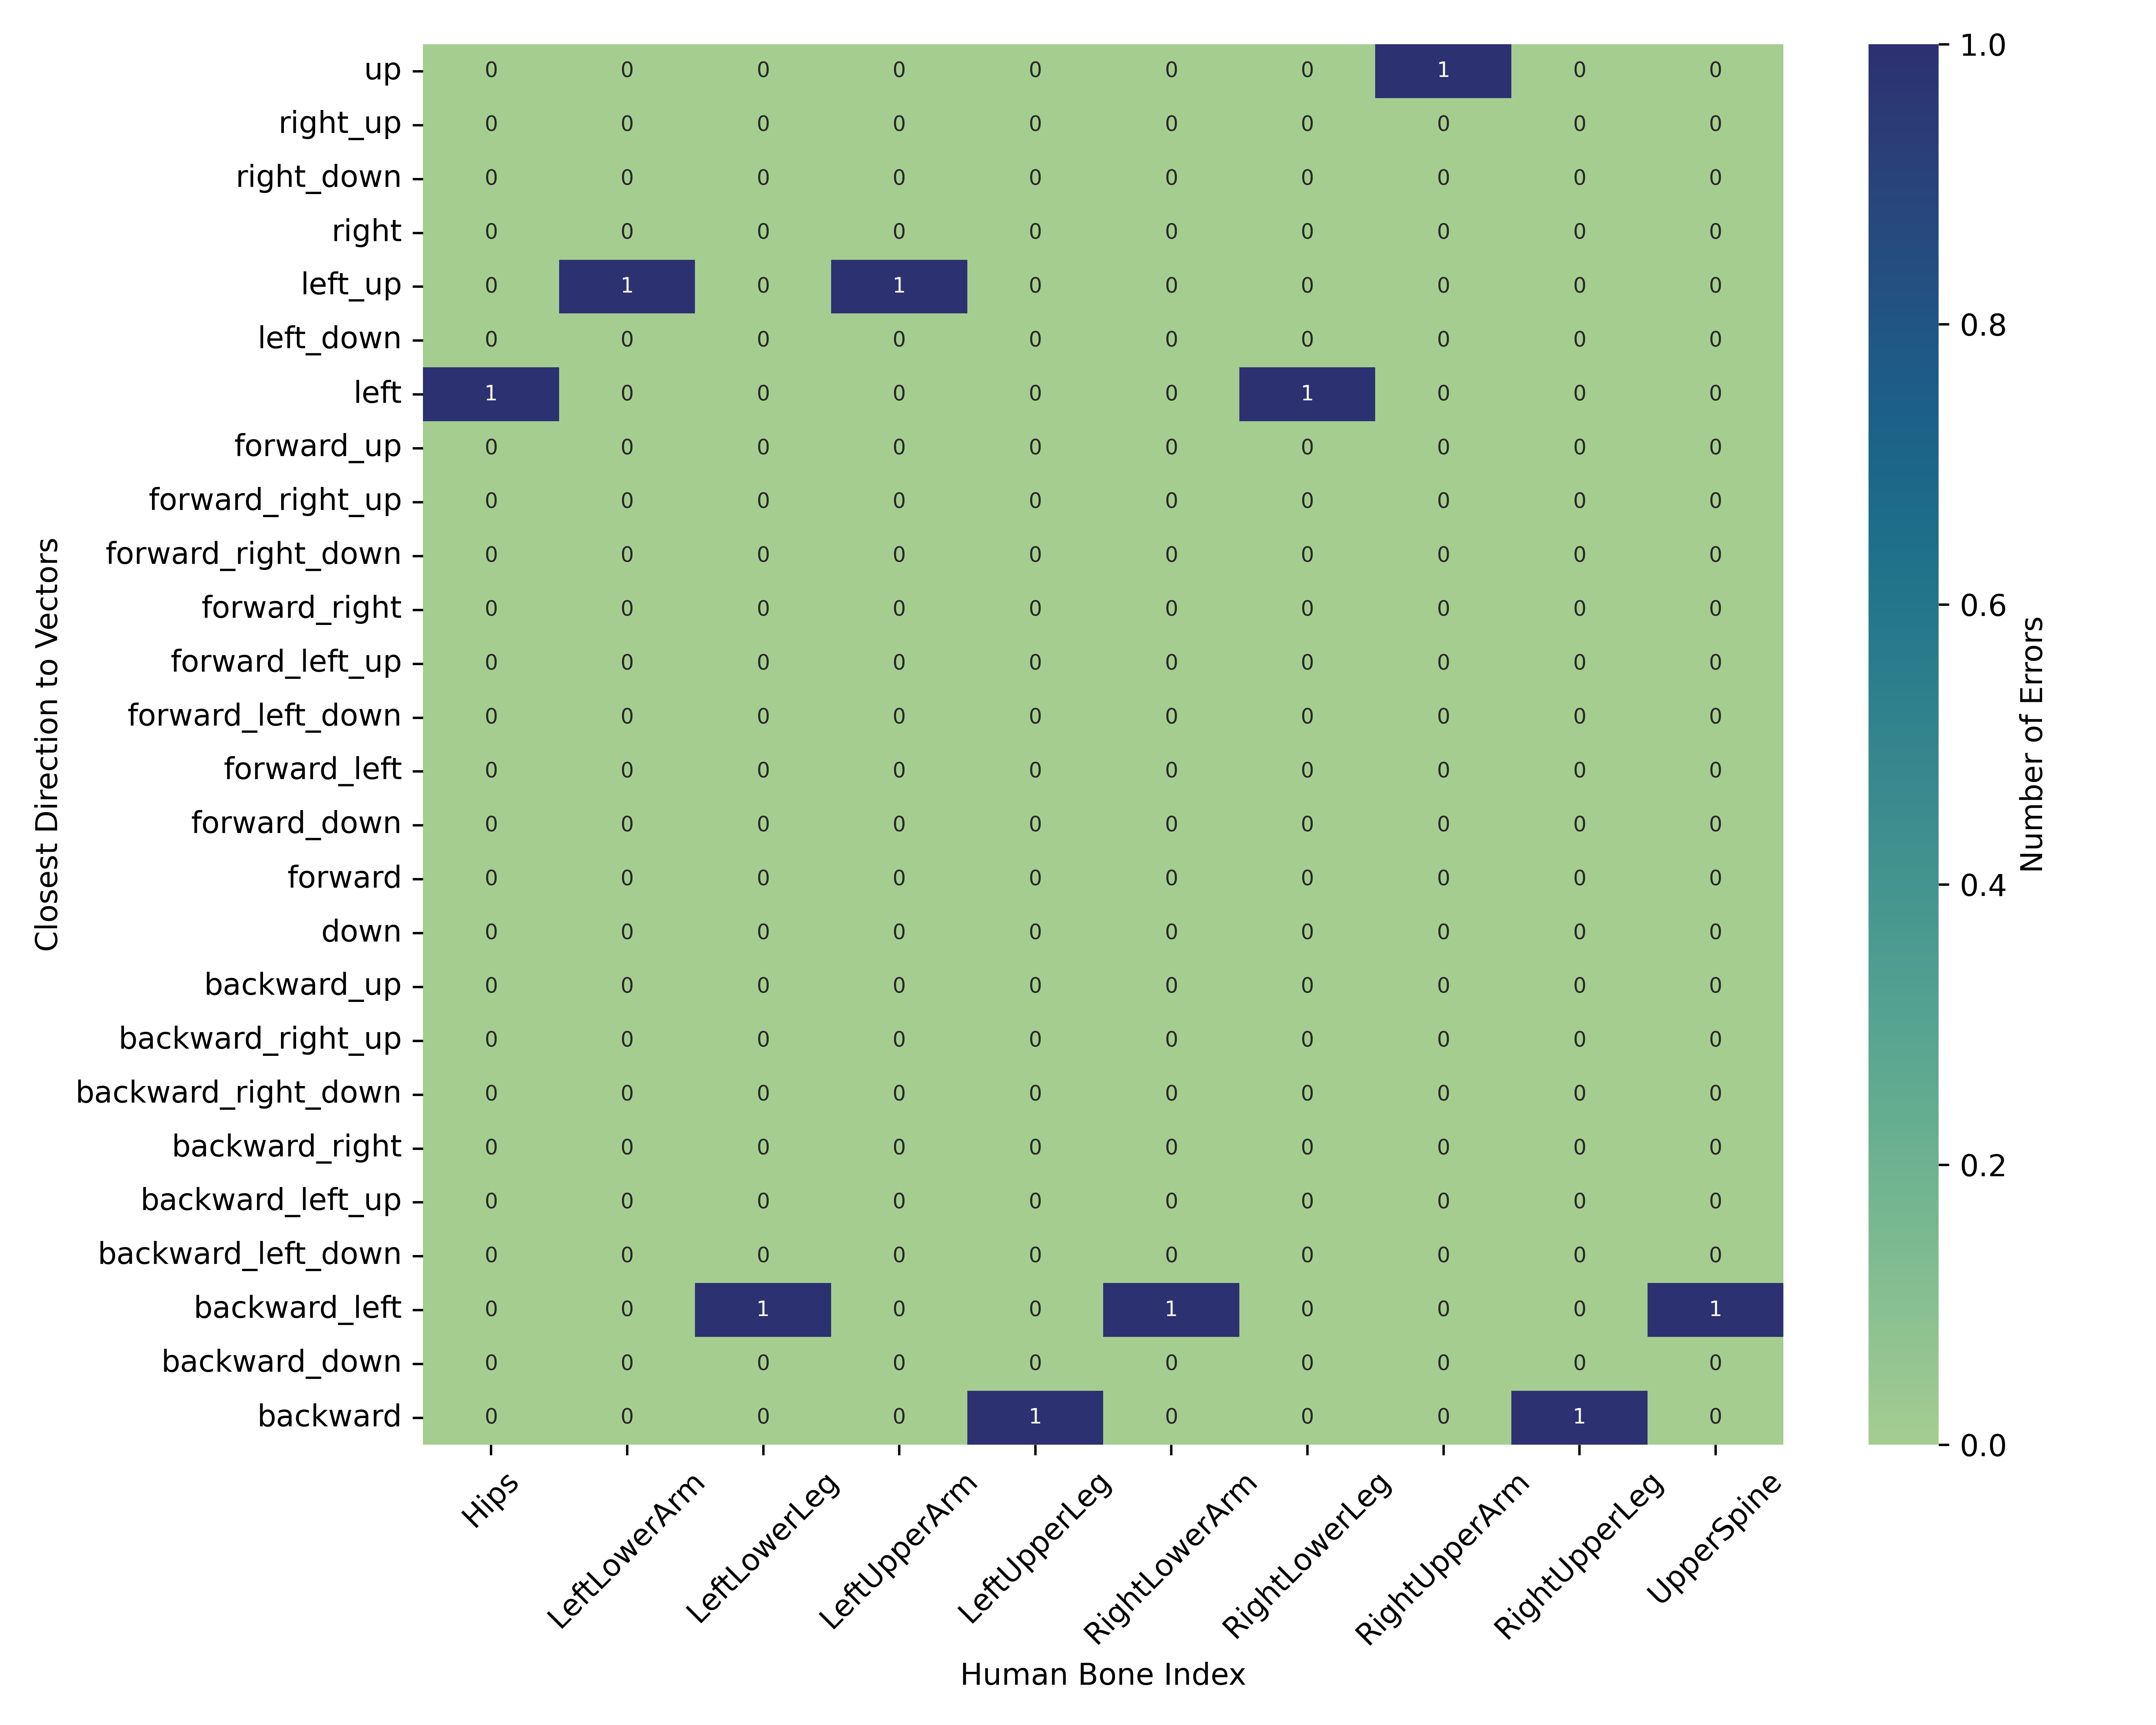 up 0 0 0 0 0 0 0 1 0 0
right_up 0 0 0 0 0 0 0 0 0 0
right_down 0 0 0 0 0 0 0 0 0 0
right 0 0 0 0 0 0 0 0 0 0
left_up 0 1 0 1 0 0 0 0 0 0
left_down 0 0 0 0 0 0 0 0 0 0
left 1 0 0 0 0 0 1 0 0 0
forward_up 0 0 0 0 0 0 0 0 0 0
forward_right_up 0 0 0 0 0 0 0 0 0 0
forward_right_down 0 0 0 0 0 0 0 0 0 0
forward_right 0 0 0 0 0 0 0 0 0 0
forward_left_up 0 0 0 0 0 0 0 0 0 0
forward_left_down 0 0 0 0 0 0 0 0 0 0
forward_left 0 0 0 0 0 0 0 0 0 0
forward_down 0 0 0 0 0 0 0 0 0 0
forward 0 0 0 0 0 0 0 0 0 0
down 0 0 0 0 0 0 0 0 0 0
backward_up 0 0 0 0 0 0 0 0 0 0
backward_right_up 0 0 0 0 0 0 0 0 0 0
backward_right_down 0 0 0 0 0 0 0 0 0 0
backward_right 0 0 0 0 0 0 0 0 0 0
backward_left_up 0 0 0 0 0 0 0 0 0 0
backward_left_down 0 0 0 0 0 0 0 0 0 0
backward_left 0 0 1 0 0 1 0 0 0 1
backward_down 0 0 0 0 0 0 0 0 0 0
backward 0 0 0 0 1 0 0 0 1 0
Closest Direction to Vectors
Hips
LeftLowerArm
LeftLowerLeg
LeftUpperArm
LeftUpperLeg
RightLowerArm
RightLowerLeg
RightUpperArm
RightUpperLeg
UpperSpine
Human Bone Index
1.0
0.8
0.6
0.4
0.2
0.0
Number of Errors